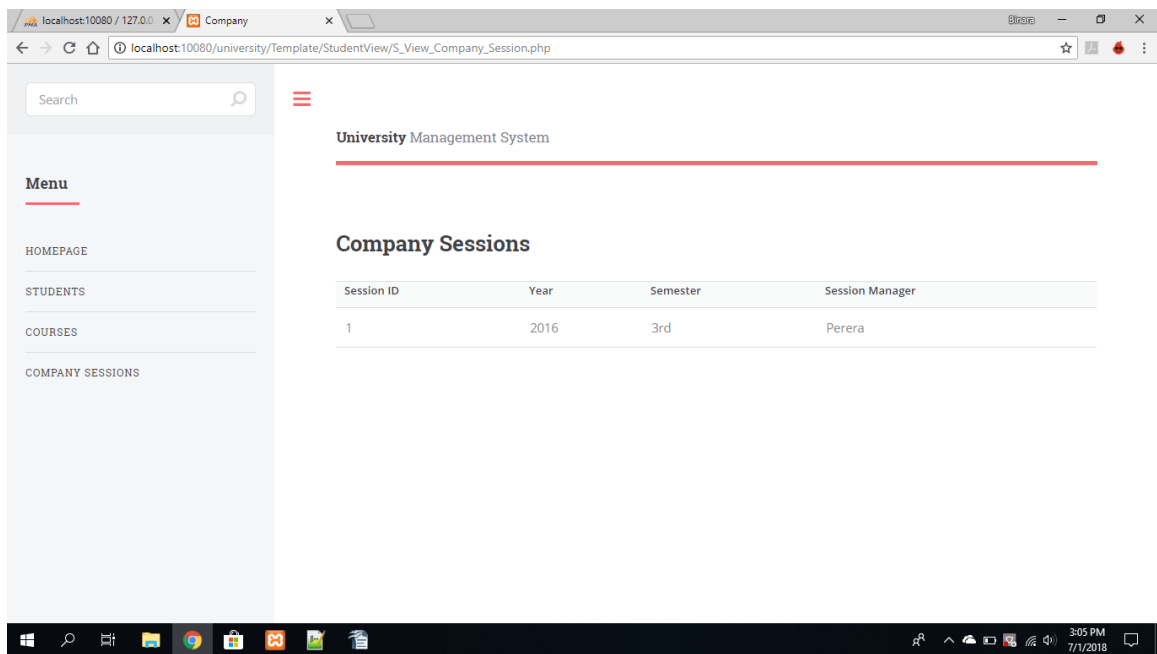 localhost:10080 / 127.0.0
Company
Binara
localhost:10080/university/Template/StudentView/S_View_Company_Session.php
Search
University Management System
Menu
HOMEPAGE
STUDENTS
COURSES
COMPANY SESSIONS
Company Sessions
Session ID Year Semester Session Manager
1 2016 3rd Perera
3:05 PM
7/1/2018